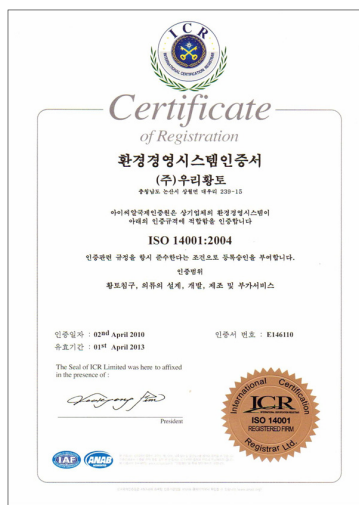 ICR
INTERNATIONAL CERTIFICATION REGISTRAR
Certificate
of Registration
환경경영시스템인증서
(주)우리황토
충청남도 논산시 상월면 대우리 239-15
아이씨알국제인증원은 상기업체의 환경경영시스템이
아래의 인증규격에 적합함을 인증합니다
ISO 14001:2004
인증관련 규정을 항시 준수한다는 조건으로 등록승인을 부여합니다.
인증범위
황토침구, 의류의 설계, 개발, 제조 및 부가서비스
인증일자 : 02nd April 2010
인증서 번호 : E146110
유효기간 : 01st April 2013
The Seal of ICR Limited was here to affixed
in the presence of :
President
International Certification
ICR
ISO 14001
REGISTERED FIRM
Registrar Ltd.
IAF
ANAB